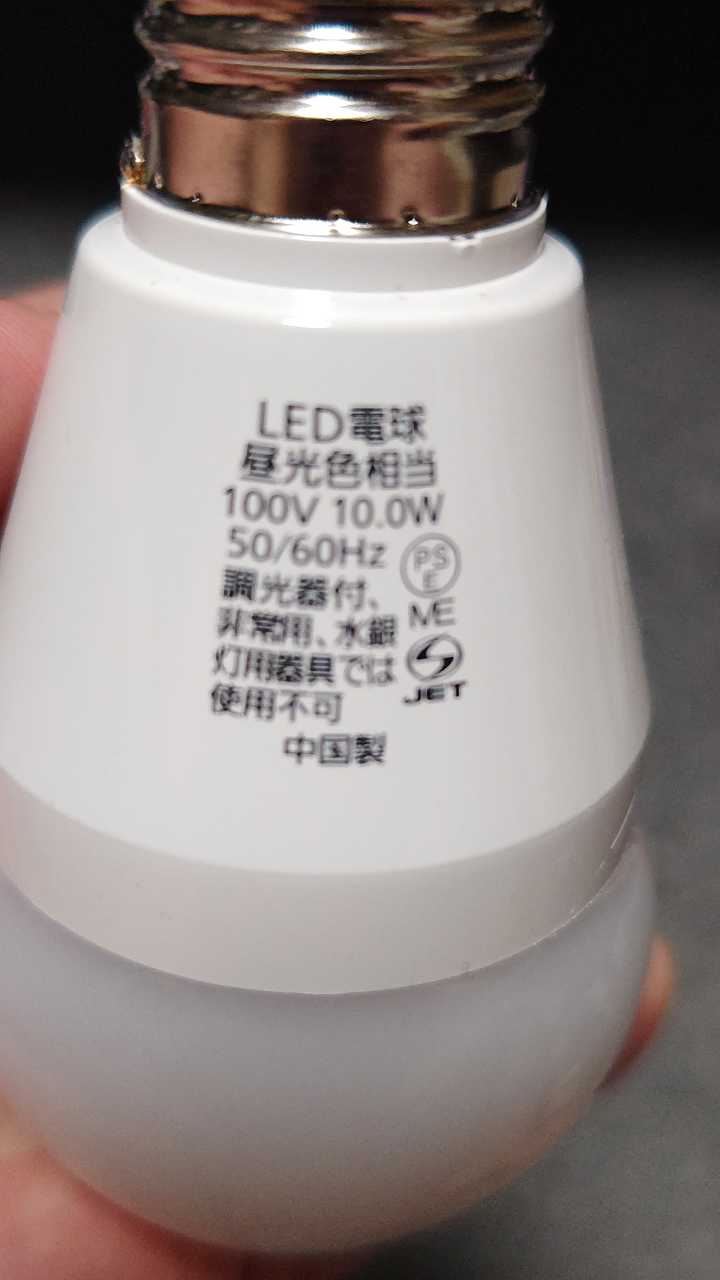 LED電球
昼光色相当
100V 10.0W
50/60Hz
PS
E
調光器付、
非常用、水銀
灯用器具では
使用不可
ME
JET
中国製